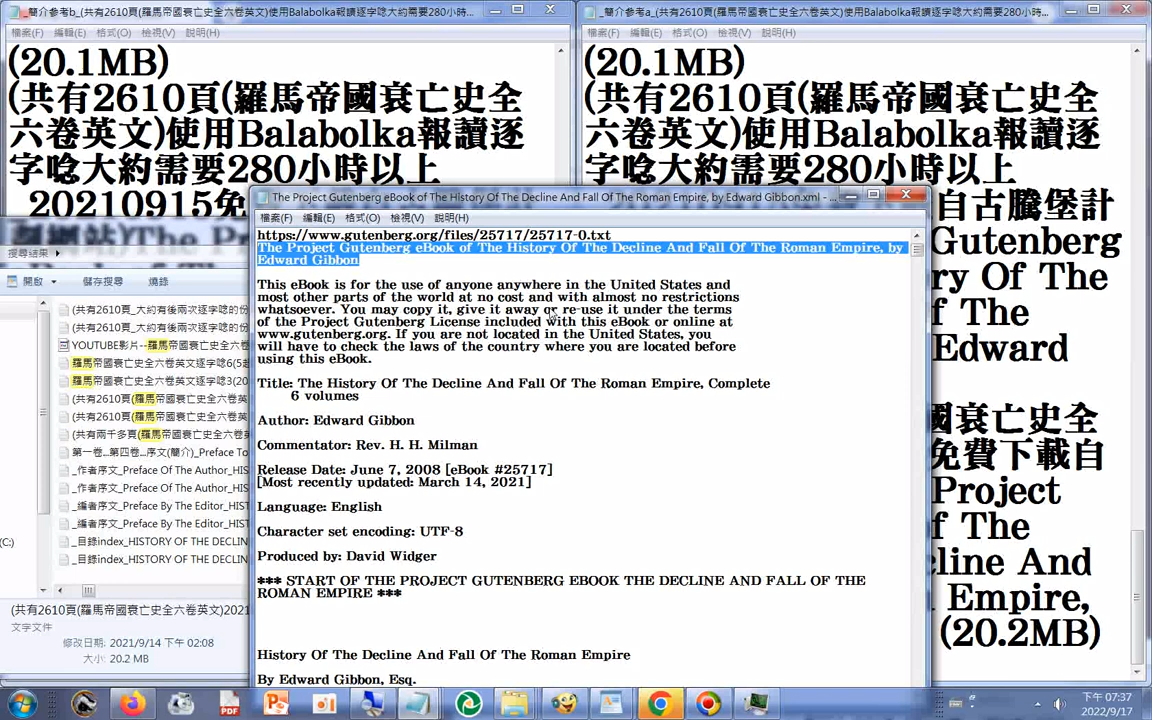 _簡介參考b_(共有2610頁(羅馬帝國衰亡史全六卷英文)使用Balabolka報讀逐字唸大約需要280小時...
檔案(F) 編輯(E) 格式(O) 檢視(V) 說明(H)
(20.1MB)
(共有2610頁(羅馬帝國衰亡史全
六卷英文)使用Balabolka報讀逐
字唸大約需要280小時以上
20210915免
_簡介參考a_(共有2610頁(羅馬帝國衰亡史全六卷英文)使用Balabolka報讀逐字唸大約需要280小時...
檔案(F) 編輯(E) 格式(O) 檢視(V) 說明(H)
(20.1MB)
(共有2610頁(羅馬帝國衰亡史全
六卷英文)使用Balabolka報讀逐
字唸大約需要280小時以上
自古騰堡計
Gutenberg
ry Of The
f The
Edward
國衰亡史全
免費下載自
Project
f The
cline And
Empire,
(20.2MB)
The Project Gutenberg eBook of The History Of The Decline And Fall Of The Roman Empire, by Edward Gibbon.xml - ...
檔案(F) 編輯(E) 格式(O) 檢視(V) 說明(H)
https://www.gutenberg.org/files/25717/25717-0.txt
The Project Gutenberg eBook of The History Of The Decline And Fall Of The Roman Empire, by
Edward Gibbon
This eBook is for the use of anyone anywhere in the United States and
most other parts of the world at no cost and with almost no restrictions
whatsoever. You may copy it, give it away or re-use it under the terms
of the Project Gutenberg License included with this eBook or online at
www.gutenberg.org. If you are not located in the United States, you
will have to check the laws of the country where you are located before
using this eBook.
Title: The History Of The Decline And Fall Of The Roman Empire, Complete
6 volumes
Author: Edward Gibbon
Commentator: Rev. H. H. Milman
Release Date: June 7, 2008 [eBook #25717]
[Most recently updated: March 14, 2021]
Language: English
Character set encoding: UTF-8
Produced by: David Widger
*** START OF THE PROJECT GUTENBERG EBOOK THE DECLINE AND FALL OF THE
ROMAN EMPIRE ***
History Of The Decline And Fall Of The Roman Empire
By Edward Gibbon, Esq.
搜尋結果
開啟 儲存搜尋 燒錄
(共有2610頁_大約有後兩次逐字唸的份
(共有2610頁_大約有後兩次逐字唸的份
YOUTUBE影片--羅馬帝國衰亡史全
羅馬帝國衰亡史全六卷英文逐字唸6(5起
羅馬帝國衰亡史全六卷英文逐字唸3(20
(共有2610頁(羅馬帝國衰亡史全六卷英
(共有2610頁(羅馬帝國衰亡史全六卷英
(共有兩千多頁(羅馬帝國衰亡史全六卷英
第一卷...第四卷...序文(簡介)_Preface To
_作者序文_Preface Of The Author_HIS
_作者序文_Preface Of The Author_HIS
_編者序文_Preface By The Editor_HIST
_編者序文_Preface By The Editor_HIST
_目錄index_HISTORY OF THE DECLIN
_目錄index_HISTORY OF THE DECLIN
(C:)
(共有2610頁(羅馬帝國衰亡史全六卷英文)2021
文字文件
修改日期: 2021/9/14 下午 02:08
大小: 20.2 MB
PDF
下午 07:37
2022/9/17